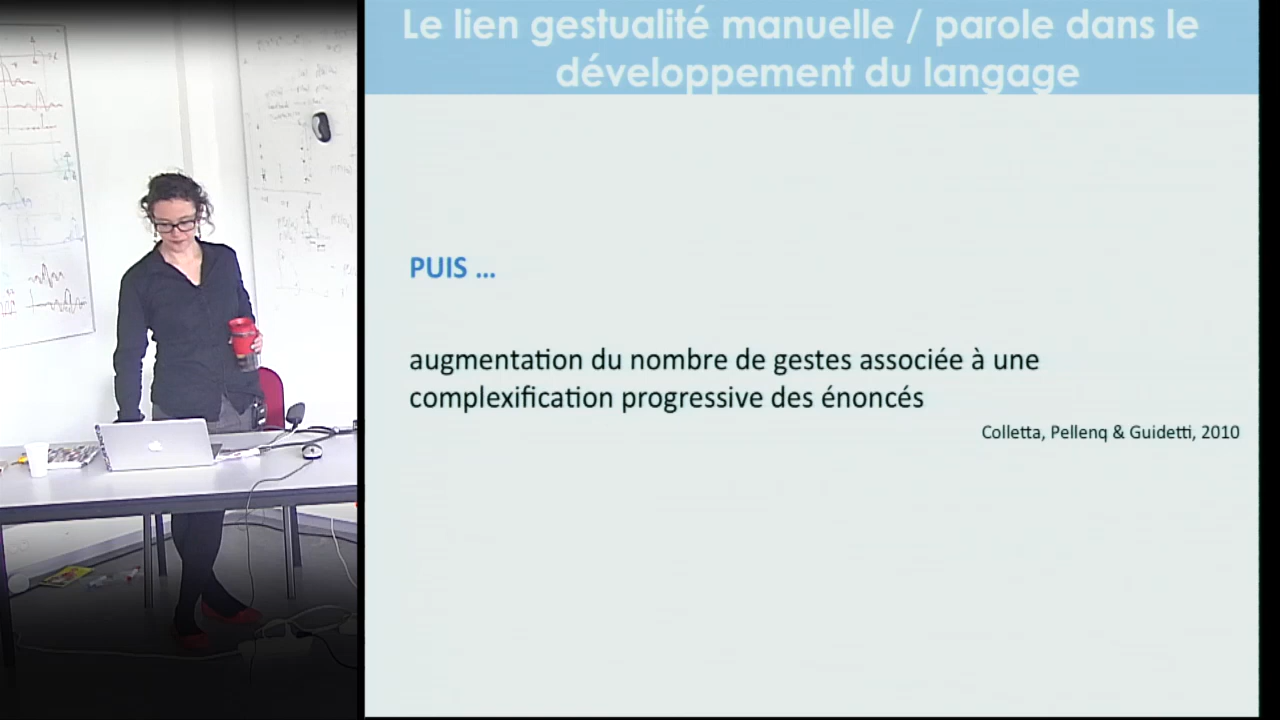 Le lien gestualité manuelle / parole dans le
développement du langage
PUIS ...
augmentation du nombre de gestes associée à une
complexification progressive des énoncés
Colletta, Pellenq & Guidetti, 2010